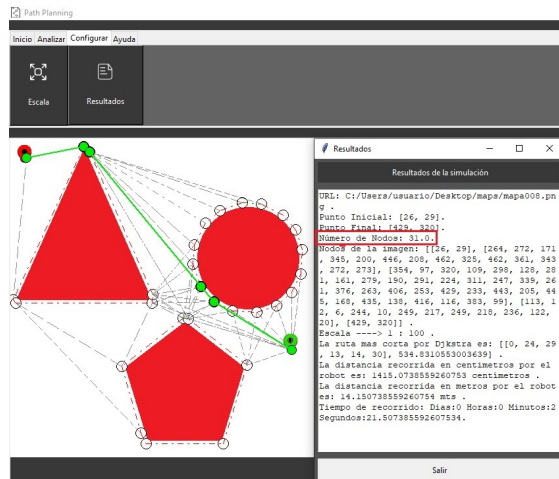 Path Planning
Inicio Analizar Configurar Ayuda
Escala
Resultados
Resultados
Resultados de la simulación
URL: C:/Users/usuario/Desktop/maps/mapa008.pn
g .
Punto Inicial: [26, 29].
Punto Final: [429, 320].
Número de Nodos: 31.0.
Nodos de la imagen: [[26, 29], [264, 272, 171
, 345, 200, 446, 208, 462, 325, 462, 361, 343
, 272, 273], [354, 97, 320, 109, 298, 128, 28
1, 161, 279, 190, 291, 224, 311, 247, 339, 26
1, 376, 263, 406, 253, 429, 233, 443, 205, 44
5, 168, 435, 138, 416, 116, 383, 99], [113, 1
2, 6, 244, 10, 249, 217, 249, 218, 236, 122,
20], [429, 320]] .
Escala ----> 1 : 100 .
La ruta mas corta por Djkstra es: [[0, 24, 29
, 13, 14, 30], 534.8310553003639] .
La distancia recorrida en centimetros por el
robot es: 1415.0738559260753 centimetros .
La distancia recorrida en metros por el robot
es: 14.150738559260754 mts .
Tiempo de recorrido: Dias:0 Horas:0 Minutos:2
Segundos:21.507385592607534.
Salir